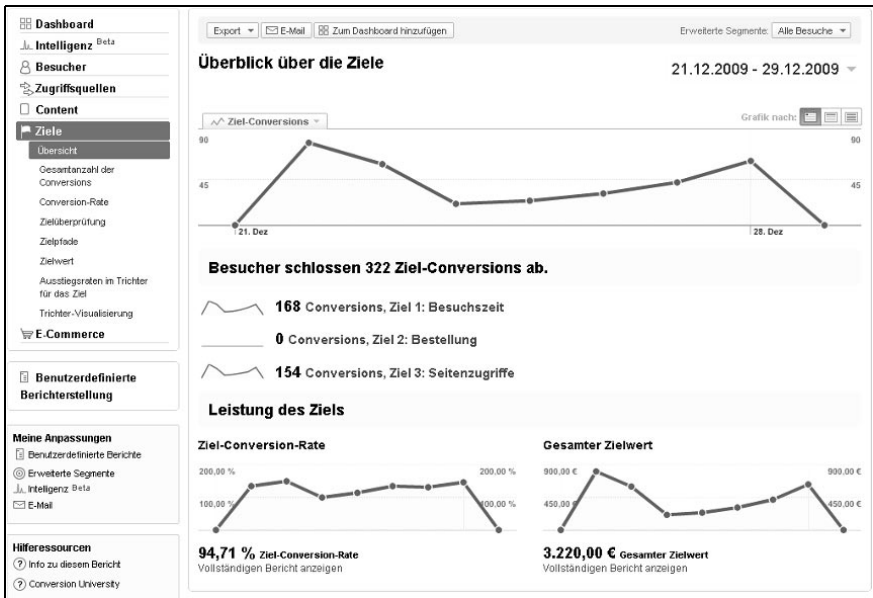 Dashboard
Intelligenz Beta
Besucher
Zugriffsquellen
Content
Ziele
Übersicht
Gesamtanzahl der
Conversions
Conversion-Rate
Zielüberprüfung
Zielpfade
Zielwert
Ausstiegsraten im Trichter
für das Ziel
Trichter-Visualisierung
E-Commerce
Benutzerdefinierte
Berichterstellung
Meine Anpassungen
Benutzerdefinierte Berichte
Erweiterte Segmente
Intelligenz Beta
E-Mail
Hilferessourcen
Info zu diesem Bericht
Conversion University
Export E-Mail Zum Dashboard hinzufügen Erweiterte Segmente: Alle Besuche
Überblick über die Ziele 21.12.2009 - 29.12.2009
Ziel-Conversions Grafik nach:
90 90
45 45
21. Dez 28. Dez
Besucher schlossen 322 Ziel-Conversions ab.
168 Conversions, Ziel 1: Besuchszeit
0 Conversions, Ziel 2: Bestellung
154 Conversions, Ziel 3: Seitenzugriffe
Leistung des Ziels
Ziel-Conversion-Rate Gesamter Zielwert
200,00 % 200,00 % 900,00 € 900,00 €
100,00 % 100,00 % 450,00 € 450,00 €
94,71 % Ziel-Conversion-Rate 3.220,00 € Gesamter Zielwert
Vollständigen Bericht anzeigen Vollständigen Bericht anzeigen